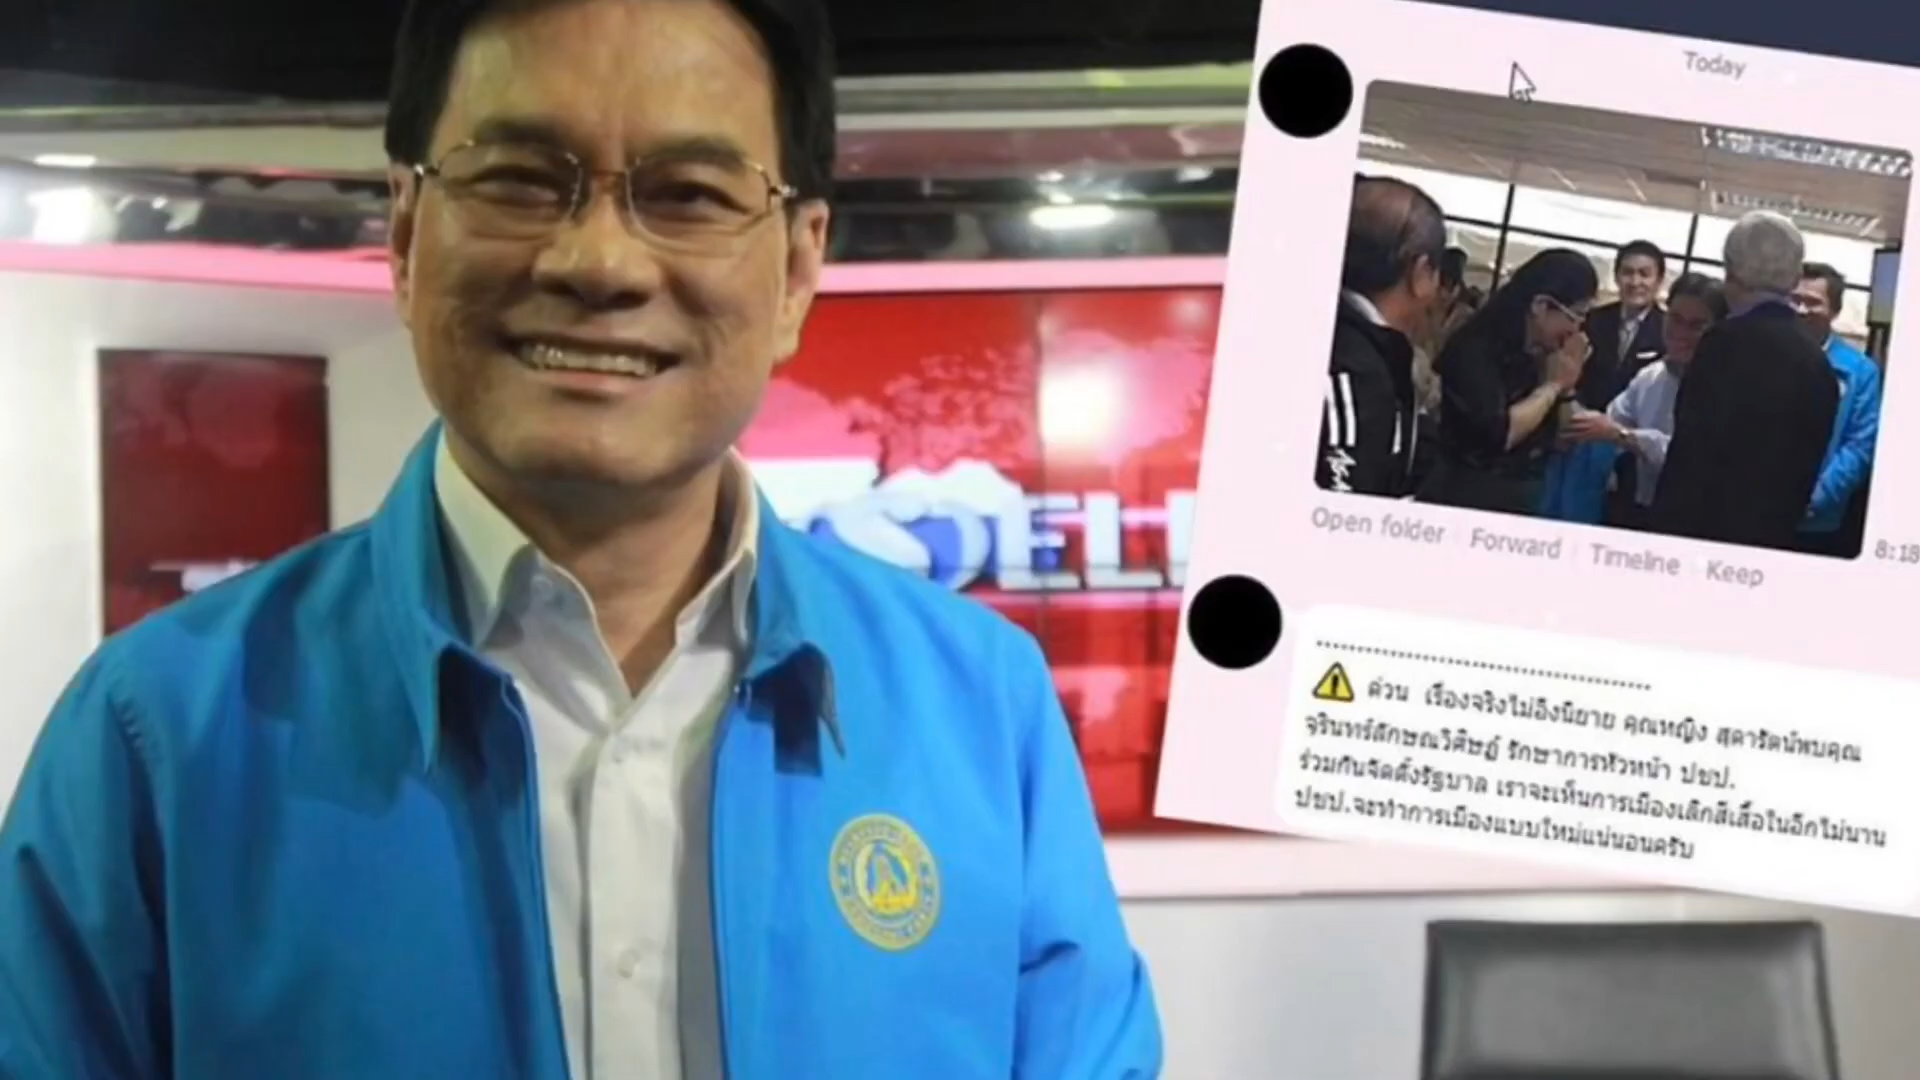 Today
Open folder
Forward
Timeline
Keep
8:18
ด่วน เรื่องจริงไม่อิงนิยาย คุณหญิง สุดารัตน์พบคุณ
จุรินทร์ลักษณวิศิษฏ์ รักษาการหัวหน้า ปชป.
ร่วมกันจัดตั้งรัฐบาล เราจะเห็นการเมืองเลิกสีเสื้อในอีกไม่นาน
ปชป.จะทำการเมืองแบบใหม่แน่นอนครับ